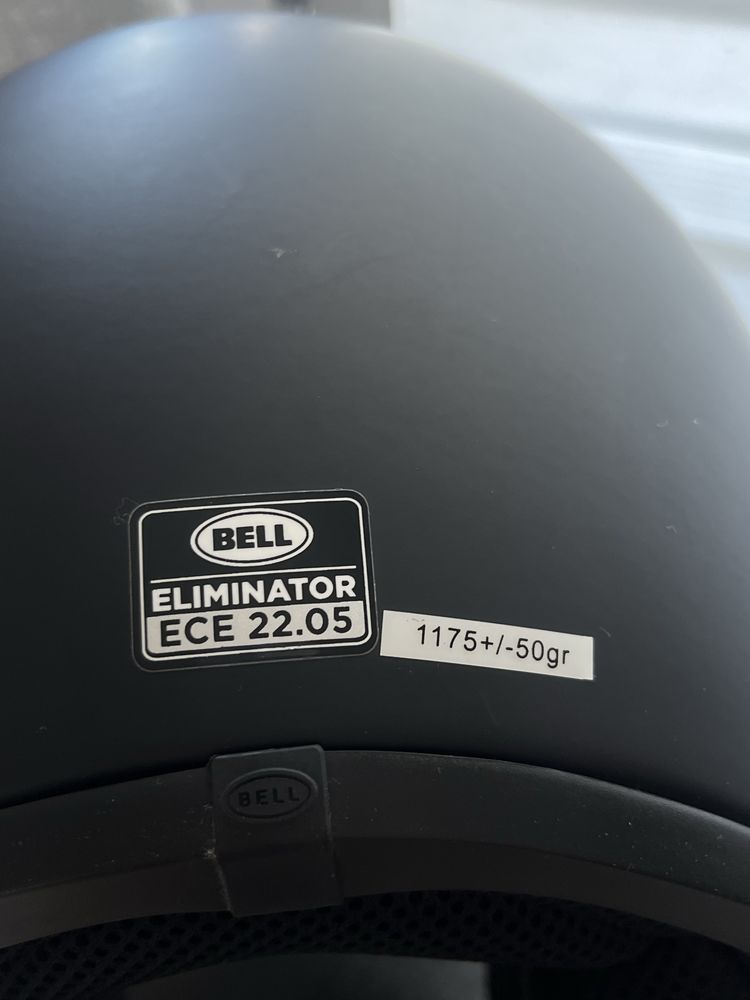 BELL
ELIMINATOR
ECE 22.05
1175+/-50gr
BELL